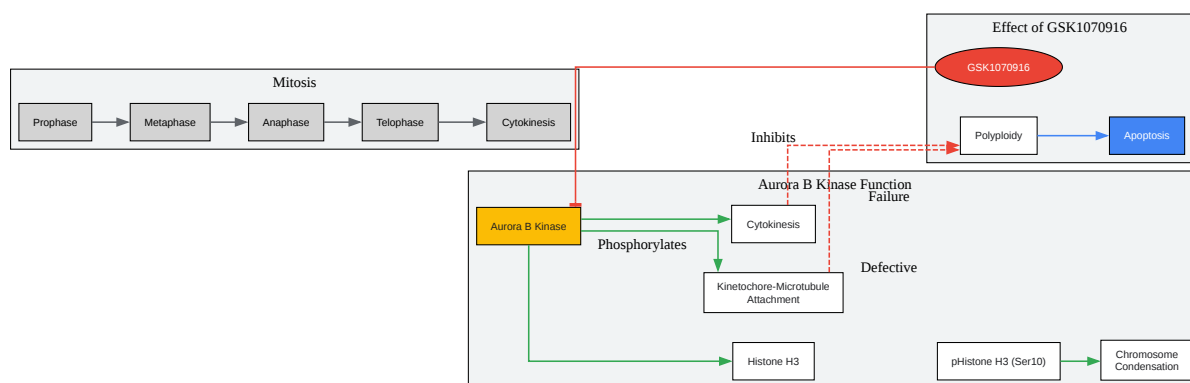 Effect of GSK1070916
GSK1070916
Mitosis
Prophase
Metaphase
Anaphase
Telophase
Cytokinesis
Inhibits
Polyploidy
Apoptosis
Aurora B Kinase Function
Failure
Aurora B Kinase
Cytokinesis
Phosphorylates
Defective
Kinetochore-Microtubule
Attachment
Histone H3
pHistone H3 (Ser10)
Chromosome
Condensation